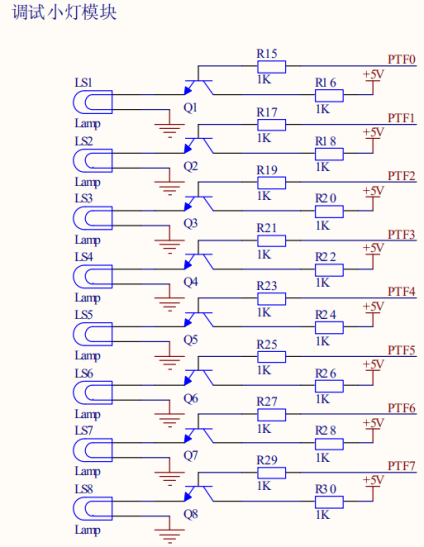 调试小灯模块
R15 PTF0
LS1 1K R16 +5V
Lamp Q1 1K
LS2 R17 PTF1
1K R18 +5V
Lamp Q2 1K
LS3 R19 PTF2
1K R20 +5V
Lamp Q3 1K
LS4 R21 PTF3
1K R22 +5V
Lamp Q4 1K
LS5 R23 PTF4
1K R24 +5V
Lamp Q5 1K
LS6 R25 PTF5
1K R26 +5V
Lamp Q6 1K
LS7 R27 PTF6
1K R28 +5V
Lamp Q7 1K
LS8 R29 PTF7
1K R30 +5V
Lamp Q8 1K